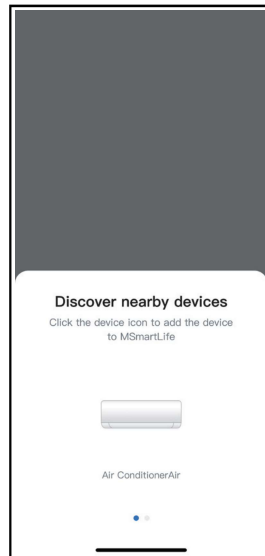 Discover nearby devices
Click the device icon to add the device
to MSmartLife
Air ConditionerAir